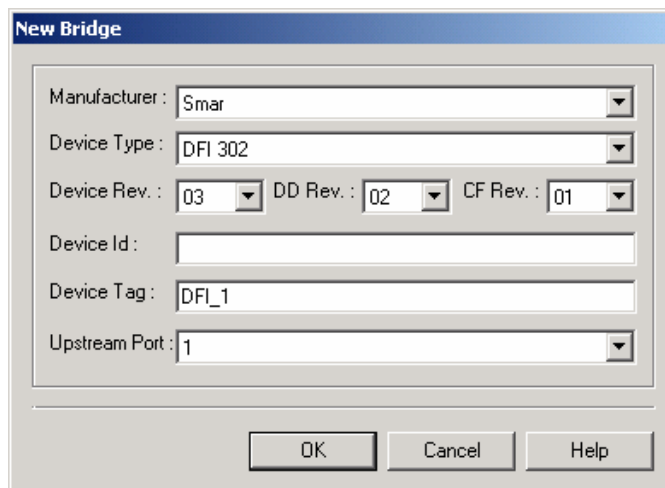 New Bridge
Manufacturer : Smar
Device Type : DFI 302
Device Rev. : 03 DD Rev. : 02 CF Rev. : 01
Device Id :
Device Tag : DFI_1
Upstream Port : 1
OK Cancel Help